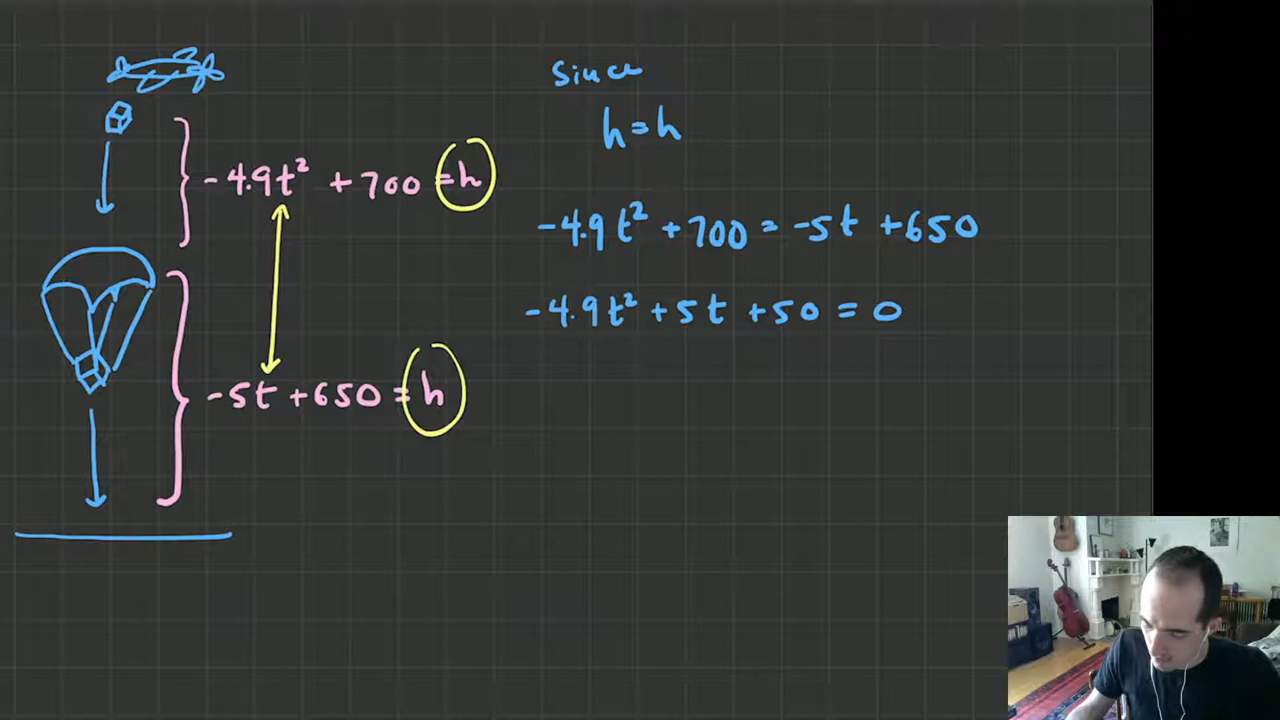 -4.9t² + 700 = h
-5t + 650 = h
Since
h = h
-4.9t² + 700 = -5t + 650
-4.9t² + 5t + 50 = 0